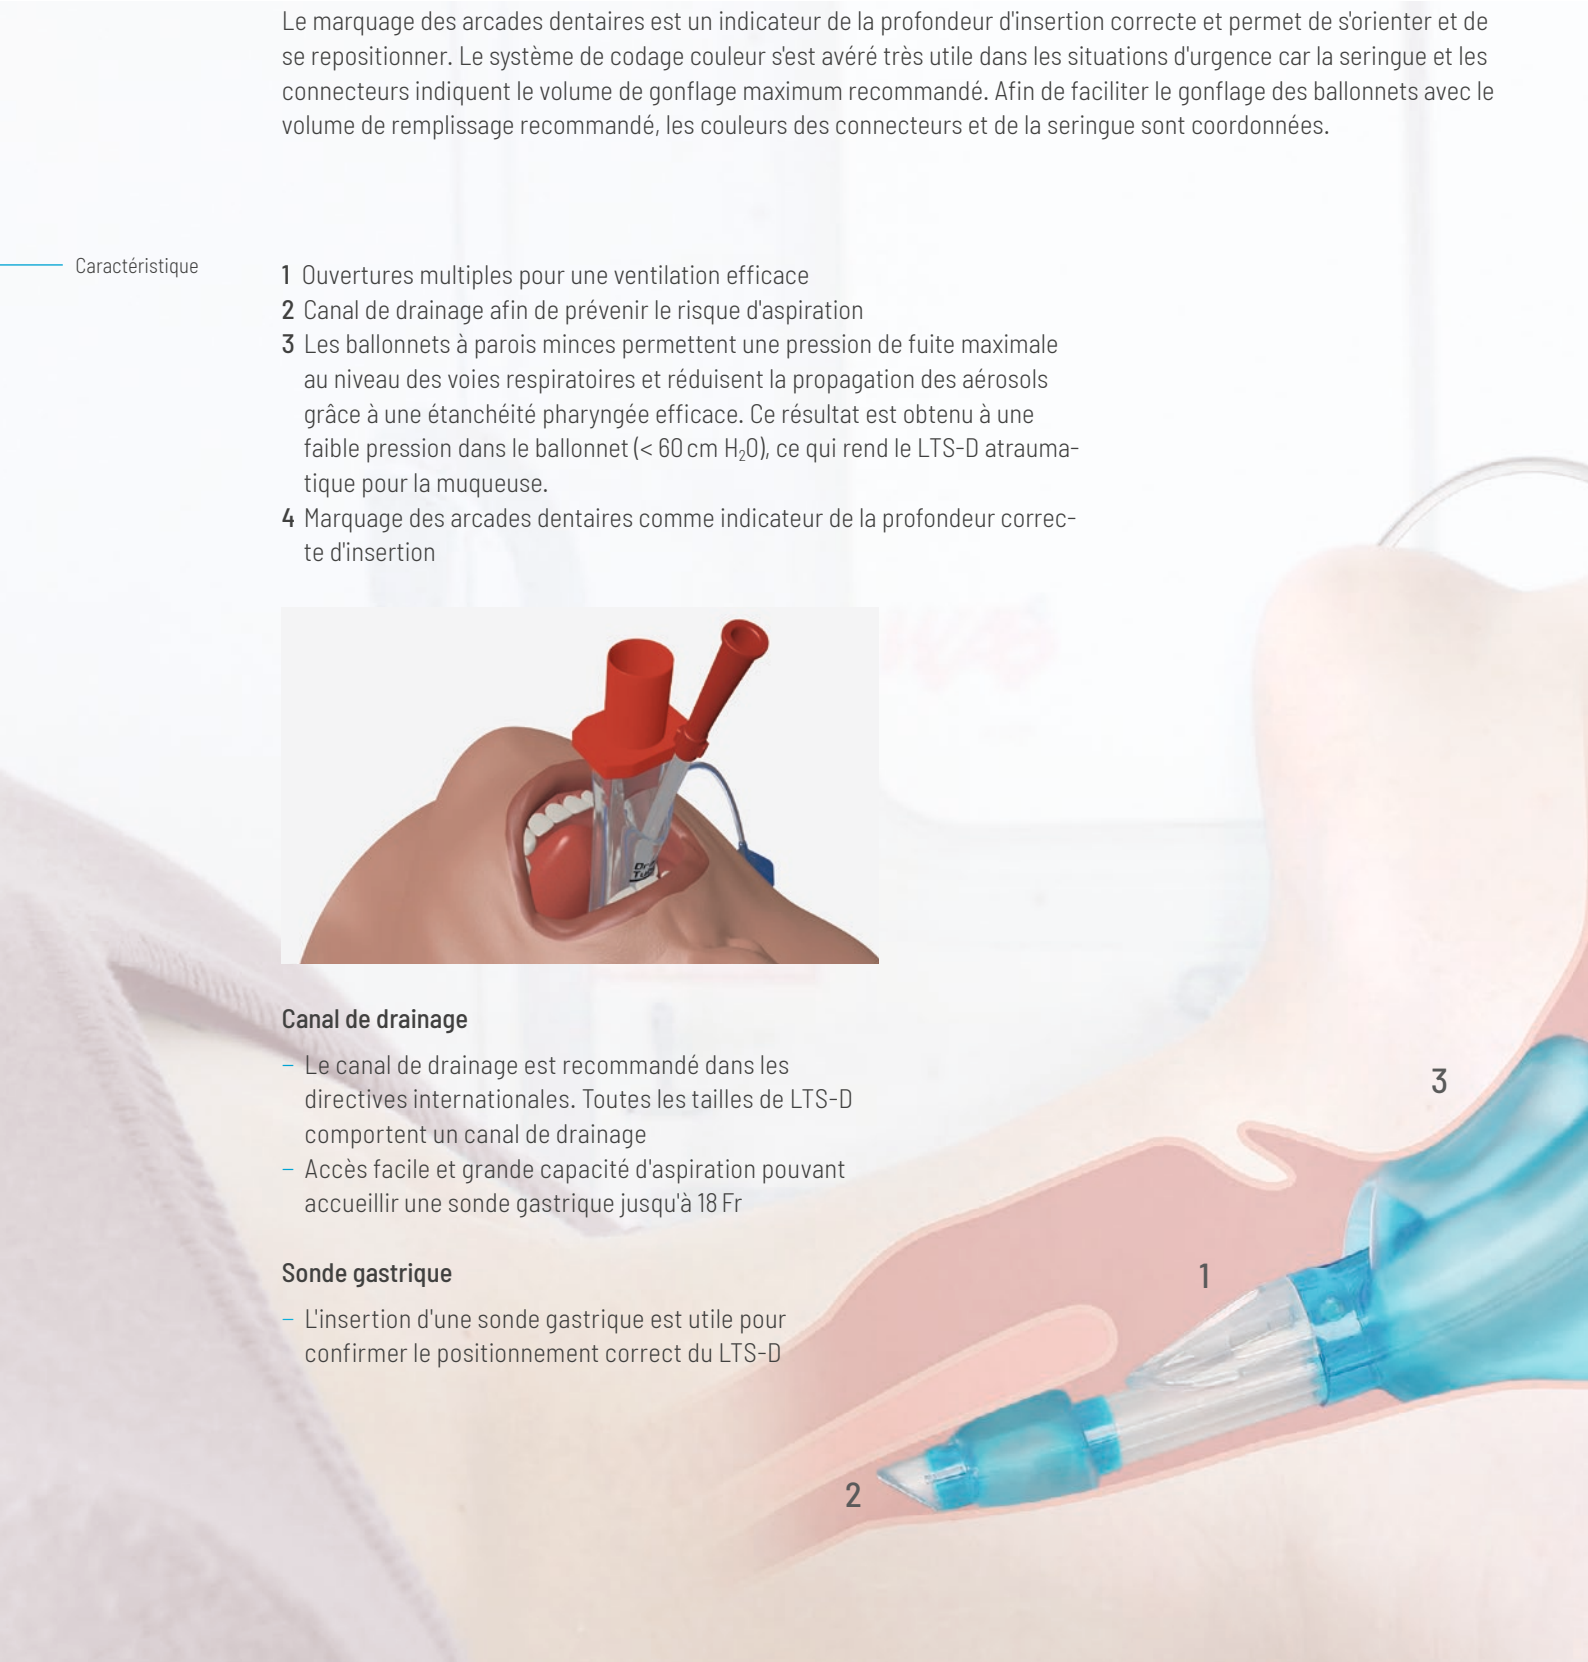 Le marquage des arcades dentaires est un indicateur de la profondeur d'insertion correcte et permet de s'orienter et de
se repositionner. Le système de codage couleur s'est avéré très utile dans les situations d'urgence car la seringue et les
connecteurs indiquent le volume de gonflage maximum recommandé. Afin de faciliter le gonflage des ballonnets avec le
volume de remplissage recommandé, les couleurs des connecteurs et de la seringue sont coordonnées.
Caractéristique
1 Ouvertures multiples pour une ventilation efficace
2 Canal de drainage afin de prévenir le risque d'aspiration
3 Les ballonnets à parois minces permettent une pression de fuite maximale
au niveau des voies respiratoires et réduisent la propagation des aérosols
grâce à une étanchéité pharyngée efficace. Ce résultat est obtenu à une
faible pression dans le ballonnet (< 60 cm H₂O), ce qui rend le LTS-D atrauma-
tique pour la muqueuse.
4 Marquage des arcades dentaires comme indicateur de la profondeur correc-
te d'insertion
Canal de drainage
– Le canal de drainage est recommandé dans les
directives internationales. Toutes les tailles de LTS-D
comportent un canal de drainage
– Accès facile et grande capacité d'aspiration pouvant
accueillir une sonde gastrique jusqu'à 18 Fr
Sonde gastrique
– L'insertion d'une sonde gastrique est utile pour
confirmer le positionnement correct du LTS-D
3
1
2